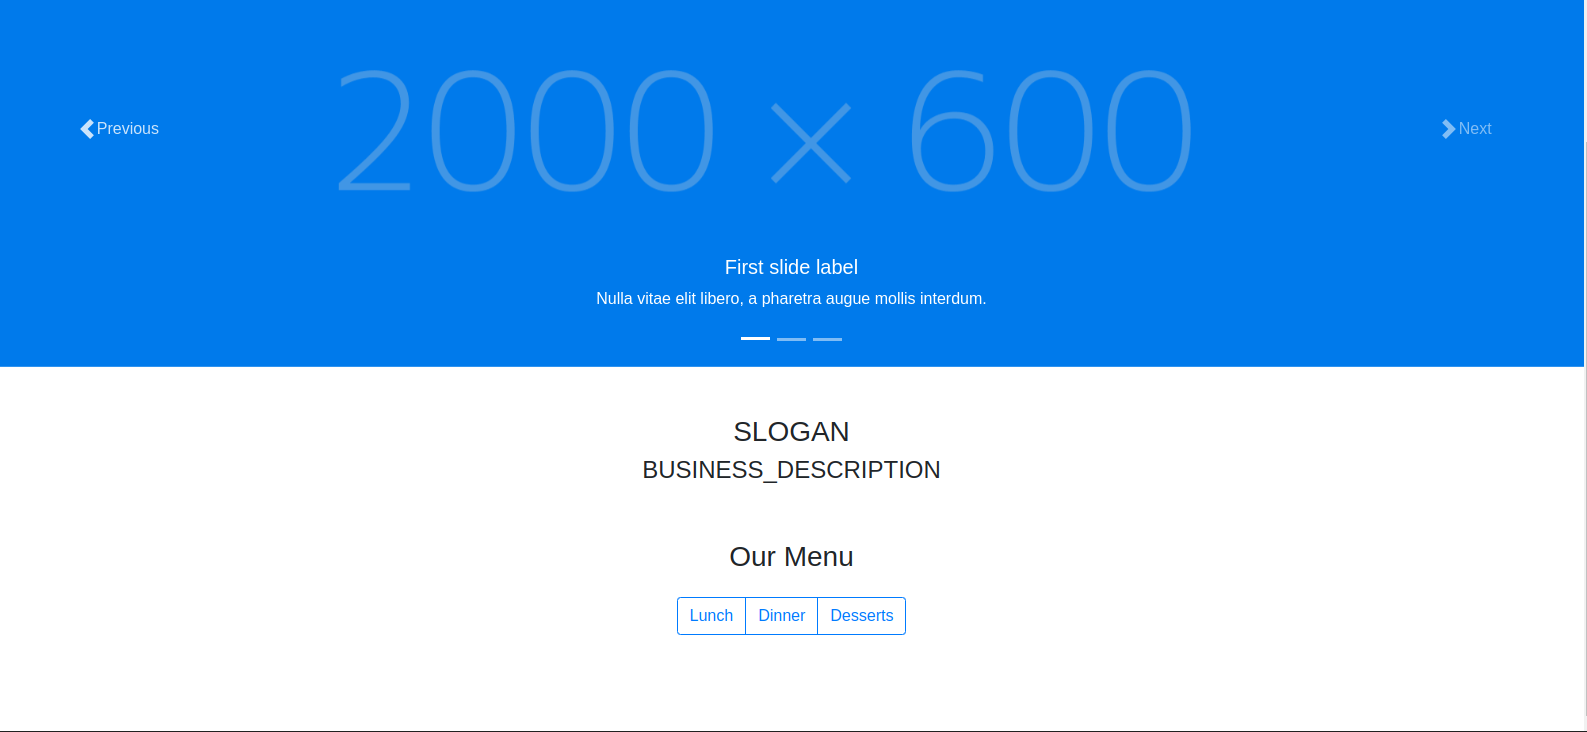 2000 × 600
Previous
Next
First slide label
Nulla vitae elit libero, a pharetra augue mollis interdum.
SLOGAN
BUSINESS_DESCRIPTION
Our Menu
Lunch Dinner Desserts